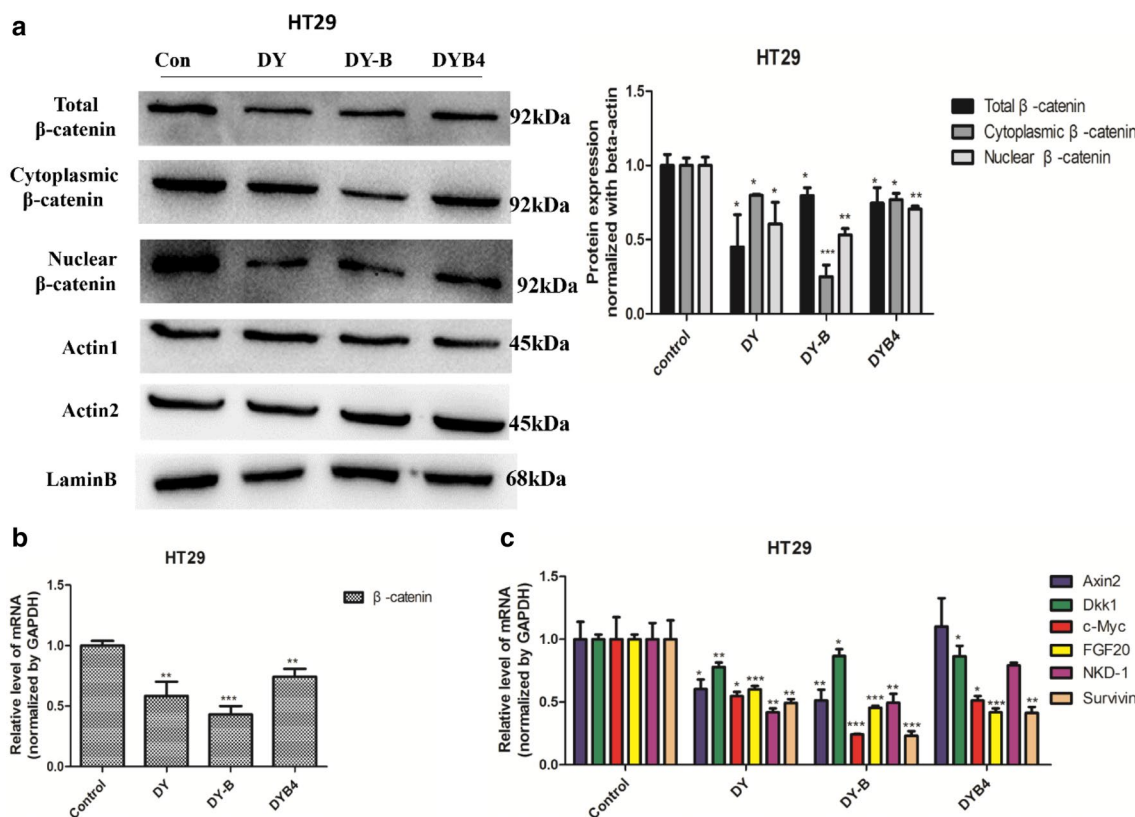 a
HT29
Con DY DY-B DYB4
Total
β-catenin
92kDa
Cytoplasmic
β-catenin
92kDa
Nuclear
β-catenin
92kDa
Actin1
45kDa
Actin2
45kDa
LaminB
68kDa
HT29
Protein expression
normalized with beta-actin
1.5
1.0
0.5
0.0
* * *
* *** **
* * **
control DY DY-B DYB4
Total β -catenin
Cytoplasmic β -catenin
Nuclear β -catenin
b
HT29
Relative level of mRNA
(normalized by GAPDH)
1.5
1.0
0.5
0.0
** *** **
Control DY DY-B DYB4
β -catenin
c
HT29
Relative level of mRNA
(normalized by GAPDH)
1.5
1.0
0.5
0.0
* ** * *** ** **
** * *** *** ** ***
* * *** **
Control DY DY-B DYB4
Axin2
Dkk1
c-Myc
FGF20
NKD-1
Survivin